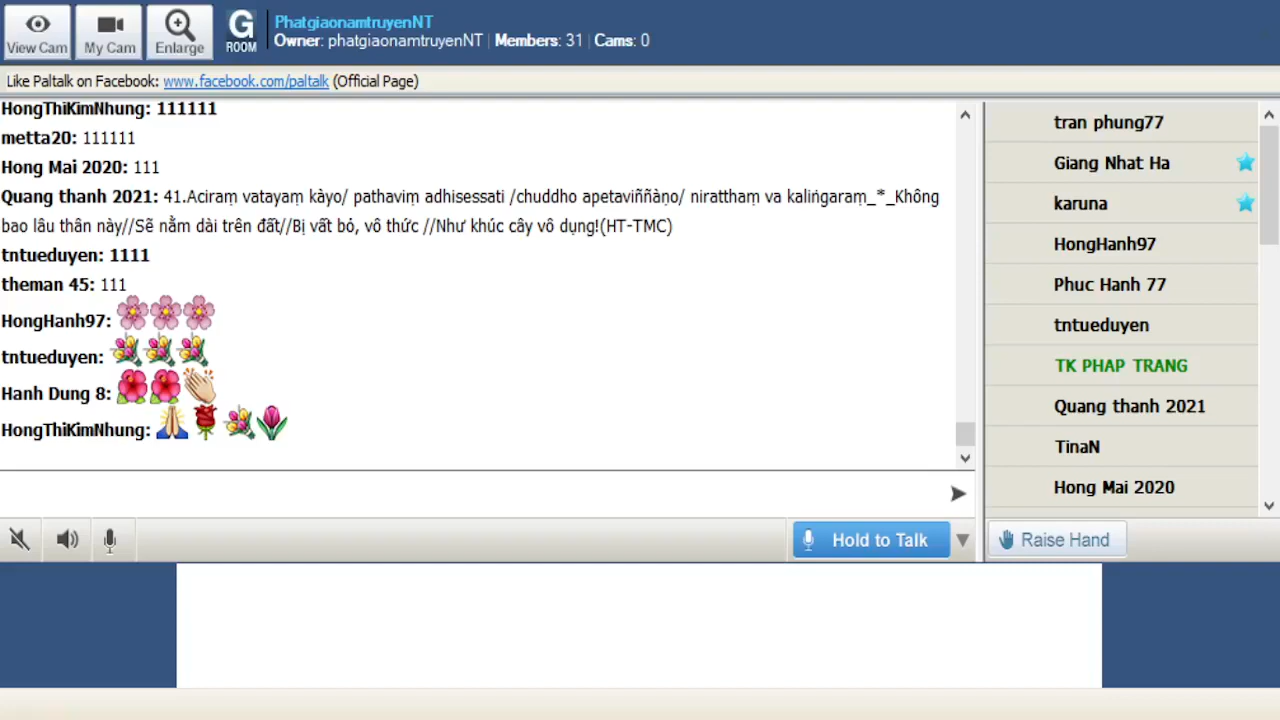 PhatgiaonamtruyenNT
Owner: phatgiaonamtruyenNT | Members: 31 | Cams: 0
View Cam
My Cam
Enlarge
G
ROOM
Like Paltalk on Facebook: www.facebook.com/paltalk (Official Page)
HongThiKimNhung: 111111
metta20: 111111
Hong Mai 2020: 111
Quang thanh 2021: 41.Aciraṃ vatayaṃ kàyo/ pathaviṃ adhisessati /chuddho apetaviññàṇo/ niratthaṃ va kaliṅgaraṃ_*_Không
bao lâu thân này//Sẽ nằm dài trên đất//Bị vất bỏ, vô thức //Như khúc cây vô dụng!(HT-TMC)
tntueduyen: 1111
theman 45: 111
HongHanh97:
tntueduyen:
Hanh Dung 8:
HongThiKimNhung:
Hold to Talk
tran phung77
Giang Nhat Ha
karuna
HongHanh97
Phuc Hanh 77
tntueduyen
TK PHAP TRANG
Quang thanh 2021
TinaN
Hong Mai 2020
Raise Hand